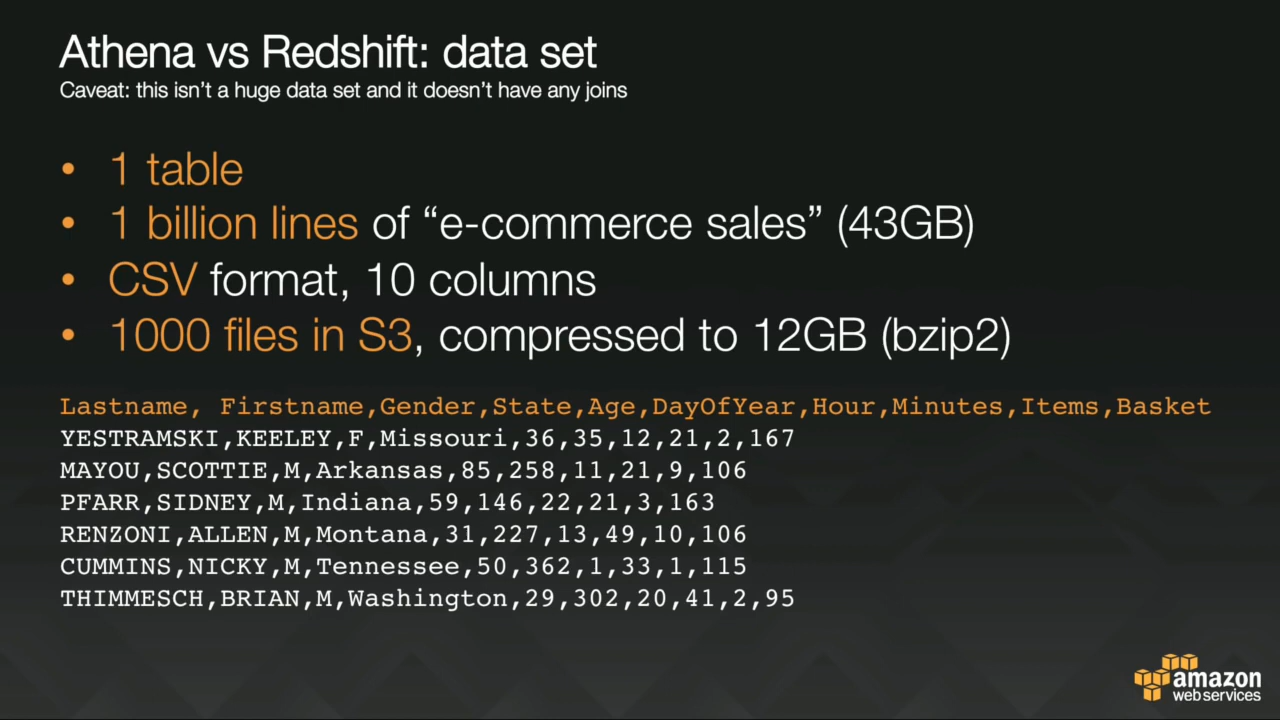 Athena vs Redshift: data set
Caveat: this isn't a huge data set and it doesn't have any joins
• 1 table
• 1 billion lines of “e-commerce sales” (43GB)
• CSV format, 10 columns
• 1000 files in S3, compressed to 12GB (bzip2)
Lastname, Firstname,Gender,State,Age,DayOfYear,Hour,Minutes,Items,Basket
YESTRAMSKI,KEELEY,F,Missouri,36,35,12,21,2,167
MAYOU,SCOTTIE,M,Arkansas,85,258,11,21,9,106
PFARR,SIDNEY,M,Indiana,59,146,22,21,3,163
RENZONI,ALLEN,M,Montana,31,227,13,49,10,106
CUMMINS,NICKY,M,Tennessee,50,362,1,33,1,115
THIMMESCH,BRIAN,M,Washington,29,302,20,41,2,95
amazon
web services